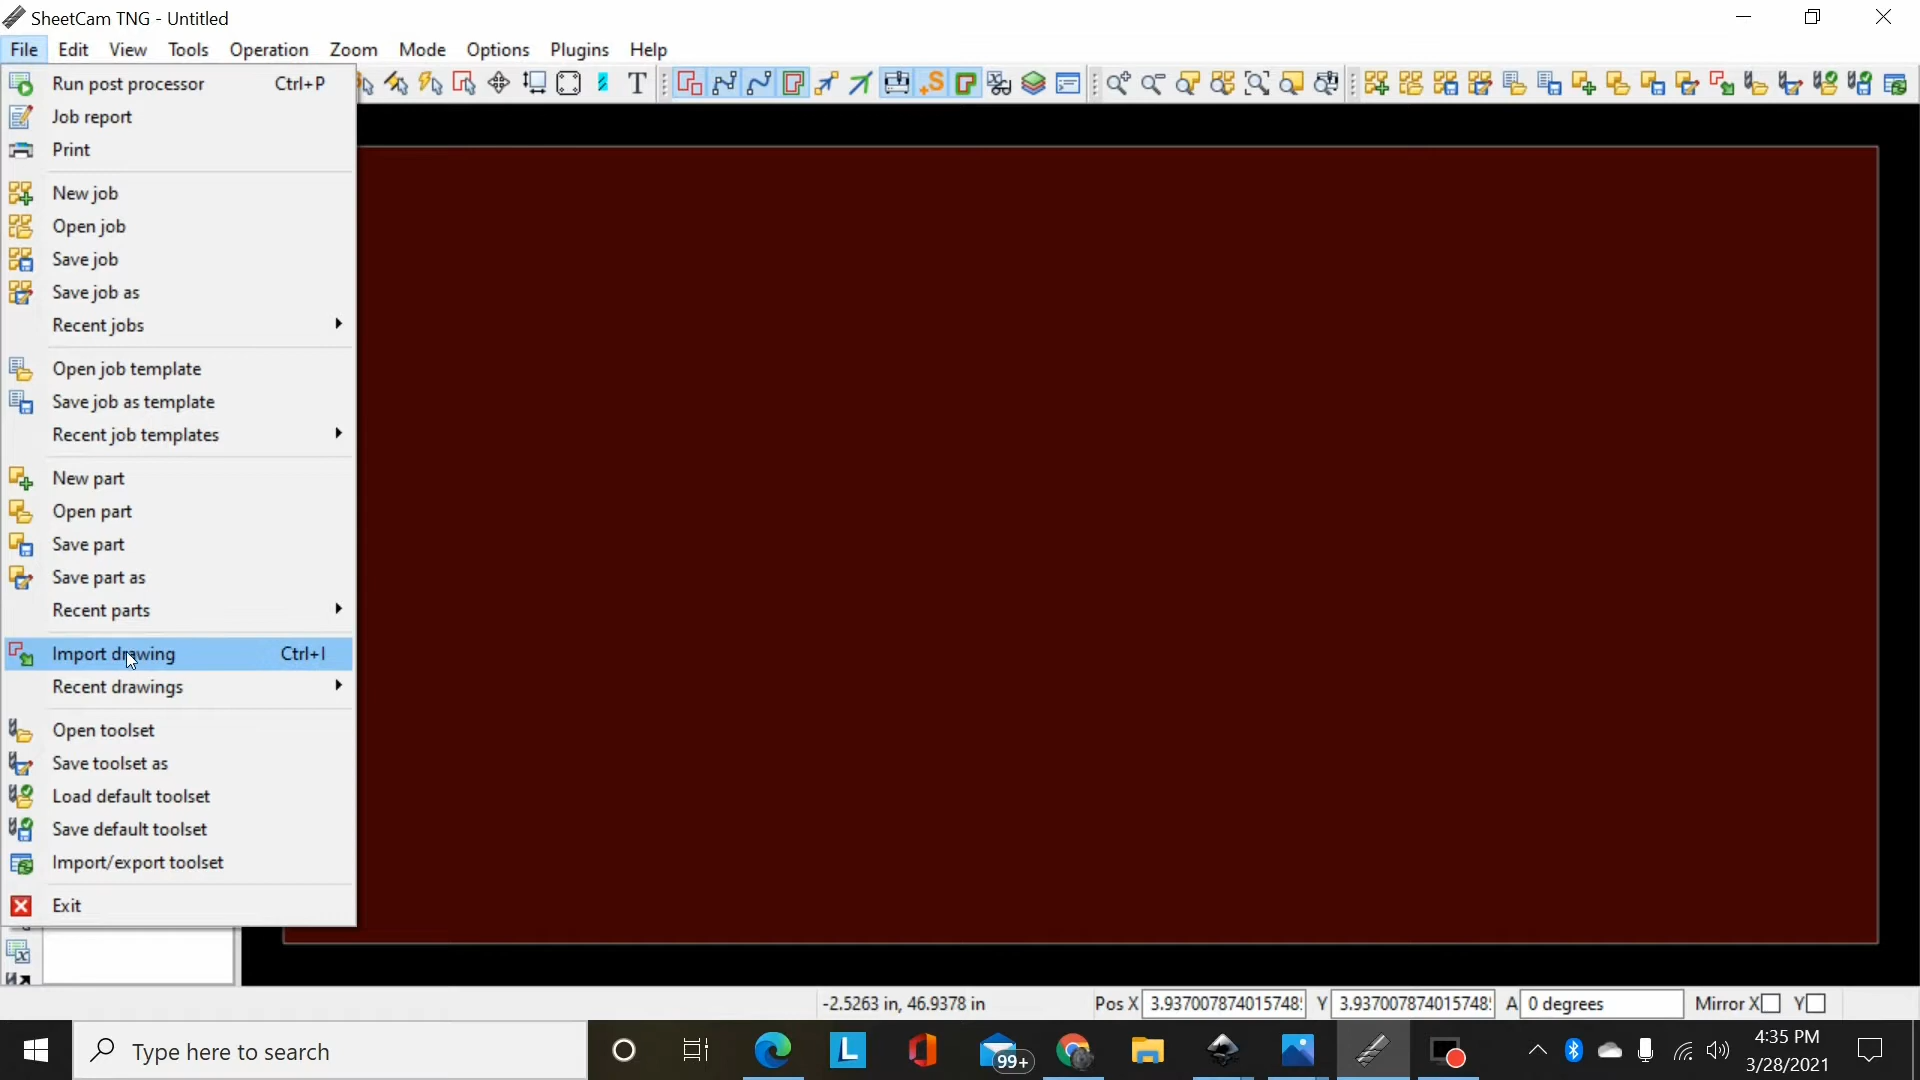 SheetCam TNG - Untitled
File Edit View Tools Operation Zoom Mode Options Plugins Help
Run post processor Ctrl+P
Job report
Print
New job
Open job
Save job
Save job as
Recent jobs
Open job template
Save job as template
Recent job templates
New part
Open part
Save part
Save part as
Recent parts
Import drawing Ctrl+I
Recent drawings
Open toolset
Save toolset as
Load default toolset
Save default toolset
Import/export toolset
Exit
-2.5263 in, 46.9378 in Pos X 3.937007874015748 Y 3.937007874015748 A 0 degrees Mirror X Y
Type here to search 99+ 4:35 PM
3/28/2021